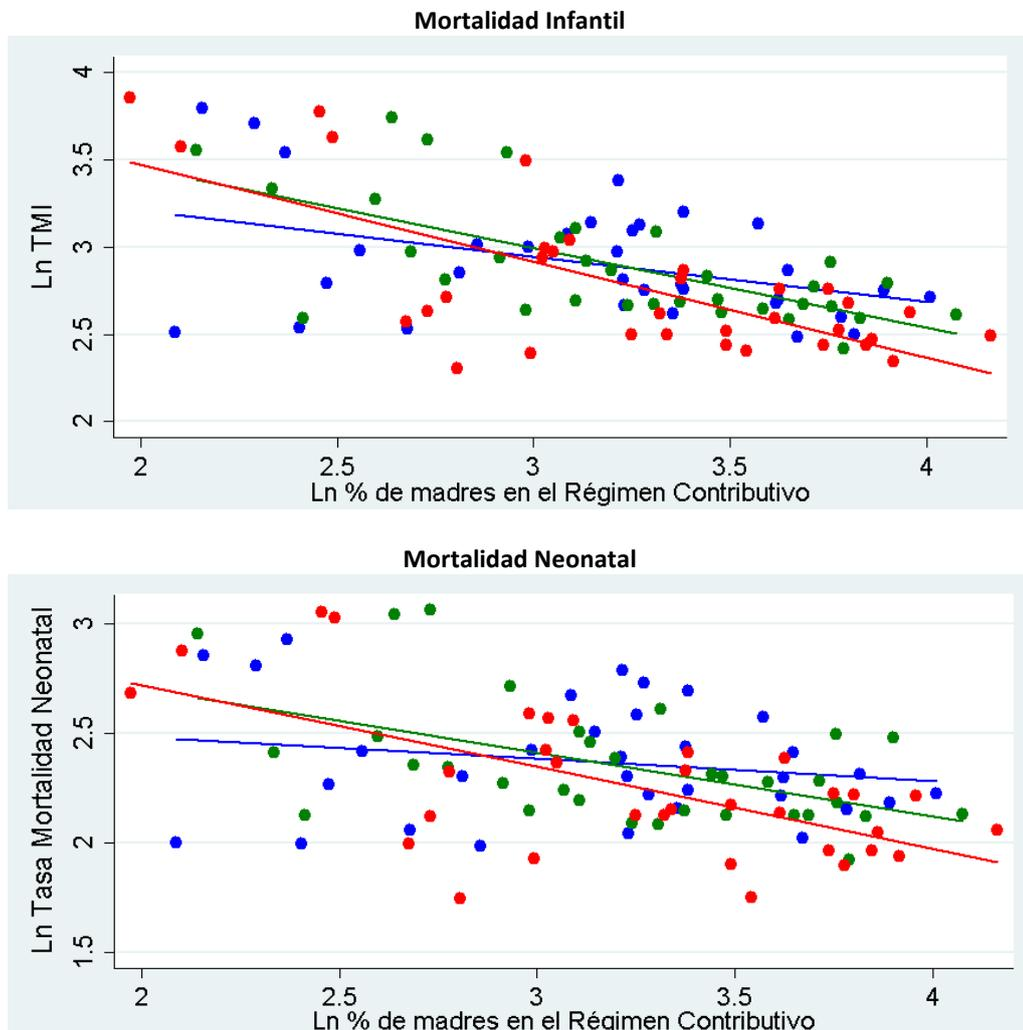 Mortalidad Infantil
Ln TMI
4
3.5
3
2.5
2
2 2.5 3 3.5 4
Ln % de madres en el Régimen Contributivo
Mortalidad Neonatal
Ln Tasa Mortalidad Neonatal
3
2.5
2
1.5
2 2.5 3 3.5 4
Ln % de madres en el Régimen Contributivo